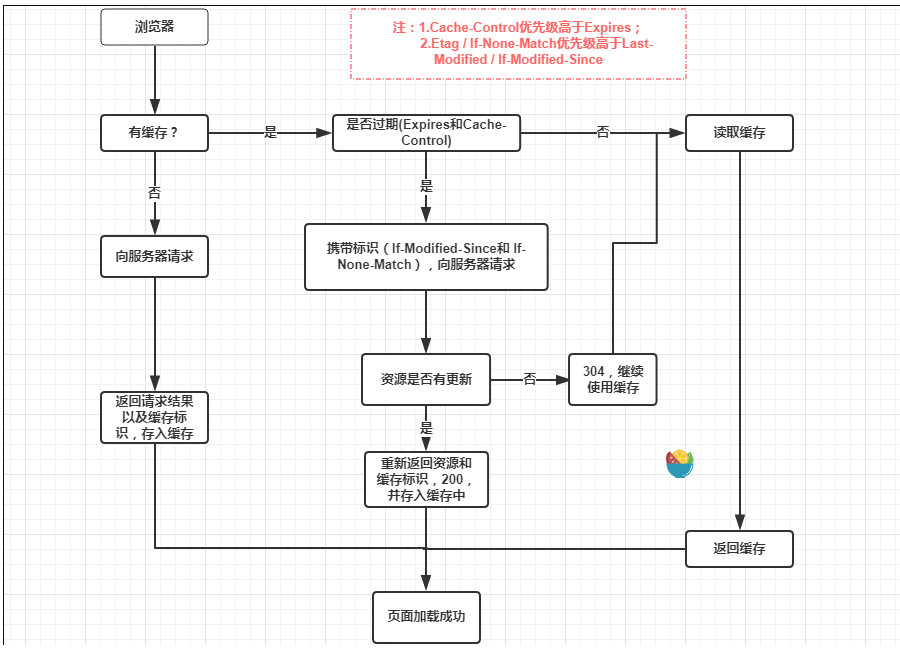 浏览器
注：1.Cache-Control优先级高于Expires；
2.Etag / If-None-Match优先级高于Last-
Modified / If-Modified-Since
有缓存？
是
是否过期(Expires和Cache-
Control)
否
读取缓存
否
是
向服务器请求
携带标识（If-Modified-Since和 If-
None-Match），向服务器请求
资源是否有更新
否
304，继续
使用缓存
返回请求结果
以及缓存标
识，存入缓存
是
重新返回资源和
缓存标识，200，
并存入缓存中
返回缓存
页面加载成功